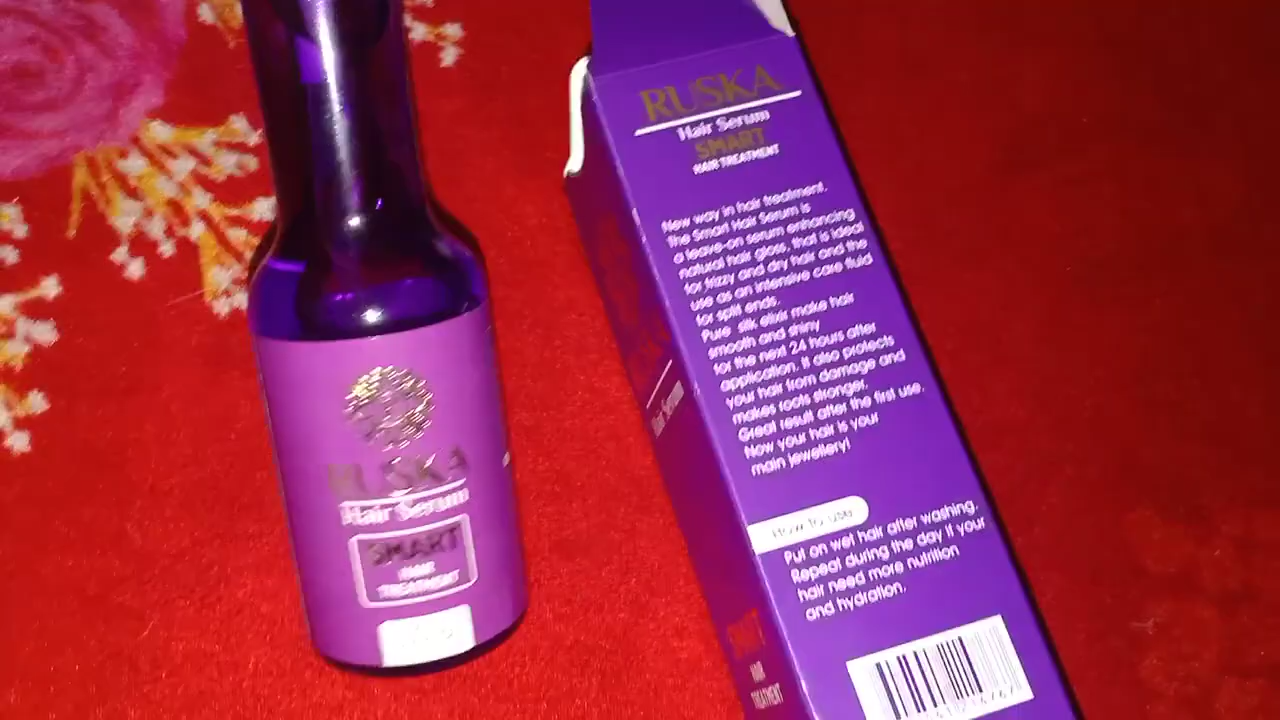 RUSKA
Hair Serum
SMART
HAIR
TREATMENT
RUSKA
Hair Serum
SMART
HAIR TREATMENT
New way in hair treatment.
The Smart Hair Serum is
a leave-on serum enhancing
natural hair gloss, that is ideal
for frizzy and dry hair and the
use as an intensive care fluid
for split ends.
Pure silk elixir make hair
smooth and shiny
for the next 24 hours after
application. It also protects
your hair from damage and
makes roots stronger.
Great result after the first use.
Now your hair is your
main jewellery!
How to use
Put on wet hair after washing.
Repeat during the day if your
hair need more nutrition
and hydration.
Hair Serum
SMART
HAIR
TREATMENT